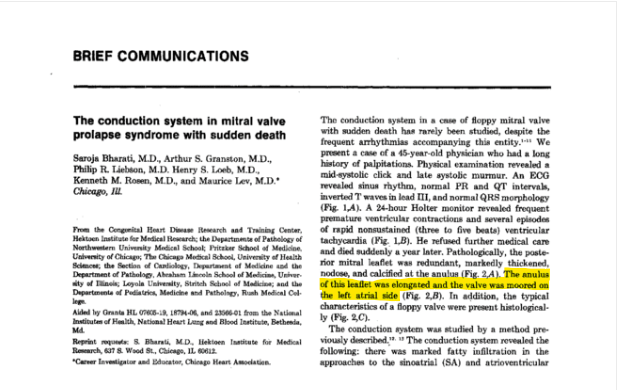 BRIEF COMMUNICATIONS
The conduction system in mitral valve
prolapse syndrome with sudden death
Saroja Bharati, M.D., Arthur S. Granston, M.D.,
Philip R. Liebson, M.D. Henry S. Loeb, M.D.,
Kenneth M. Rosen, M.D., and Maurice Lev, M.D.*
Chicago, Ill.
From the Congenital Heart Disease Research and Training Center,
Hektoen Institute for Medical Research; the Departments of Pathology of
Northwestern University Medical School; Pritzker School of Medicine,
University of Chicago; The Chicago Medical School, University of Health
Sciences; the Section of Cardiology, Department of Medicine and the
Department of Pathology, Abraham Lincoln School of Medicine, Univer-
sity of Illinois; Loyola University, Stritch School of Medicine; and the
Departments of Pediatrics, Medicine and Pathology, Rush Medical Col-
lege.
Aided by Grants HL 07605-19, 18794-06, and 23566-01 from the National
Institutes of Health, National Heart Lung and Blood Institute, Bethesda,
Md.
Reprint requests: S. Bharati, M.D., Hektoen Institute for Medical
Research, 637 S. Wood St., Chicago, IL 60612.
*Career Investigator and Educator, Chicago Heart Association.
The conduction system in a case of floppy mitral valve
with sudden death has rarely been studied, despite the
frequent arrhythmias accompanying this entity. We
present a case of a 45-year-old physician who had a long
history of palpitations. Physical examination revealed a
mid-systolic click and late systolic murmur. An ECG
revealed sinus rhythm, normal PR and QT intervals,
inverted T waves in lead III, and normal QRS morphology
(Fig. 1,A). A 24-hour Holter monitor revealed frequent
premature ventricular contractions and several episodes
of rapid nonsustained (three to five beats) ventricular
tachycardia (Fig. 1,B). He refused further medical care
and died suddenly a year later. Pathologically, the poste-
rior mitral leaflet was redundant, markedly thickened,
nodose, and calcified at the anulus (Fig. 2,A). The anulus
of this leaflet was elongated and the valve was moored on
the left atrial side (Fig. 2,B). In addition, the typical
characteristics of a floppy valve were present histological-
ly (Fig. 2,C).
The conduction system was studied by a method pre-
viously described. The conduction system revealed the
following: there was marked fatty infiltration in the
approaches to the sinoatrial (SA) and atrioventricular